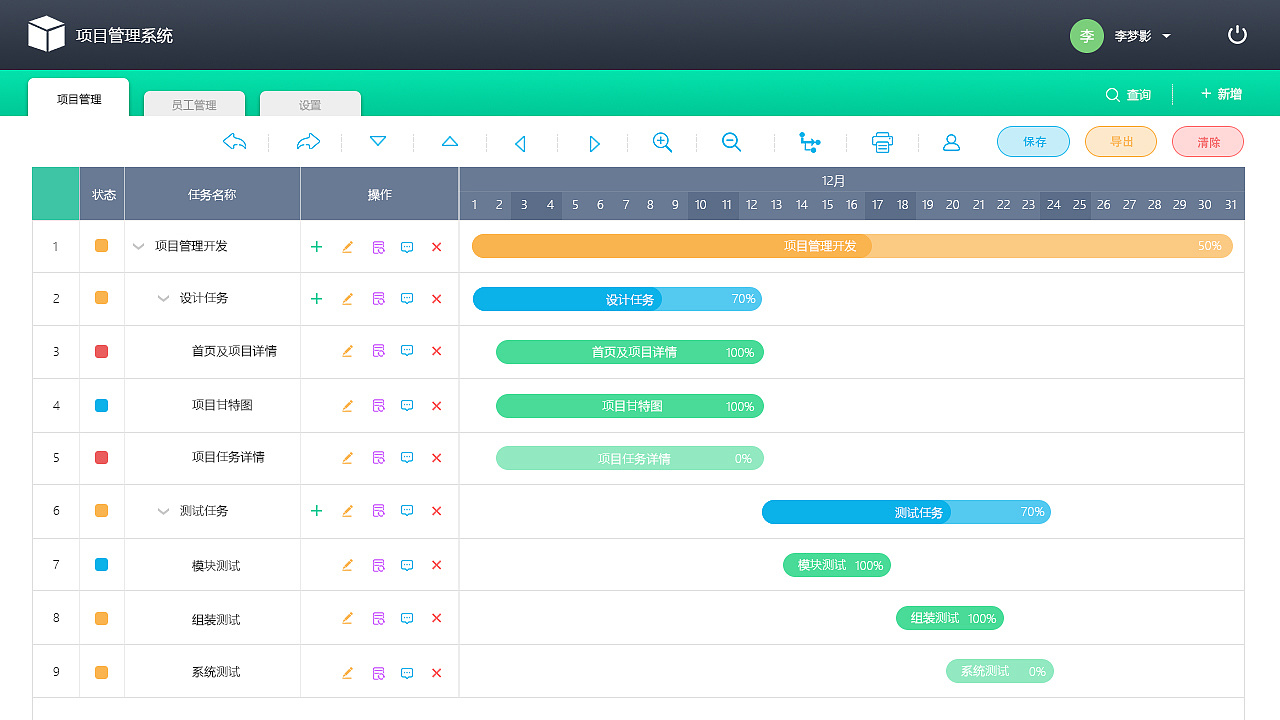 项目管理系统
李 李梦影
项目管理 员工管理 设置 查询 + 新增
保存 导出 清除
状态 任务名称 操作 12月
1 2 3 4 5 6 7 8 9 10 11 12 13 14 15 16 17 18 19 20 21 22 23 24 25 26 27 28 29 30 31
1 项目管理开发 项目管理开发 50%
2 设计任务 设计任务 70%
3 首页及项目详情 首页及项目详情 100%
4 项目甘特图 项目甘特图 100%
5 项目任务详情 项目任务详情 0%
6 测试任务 测试任务 70%
7 模块测试 模块测试 100%
8 组装测试 组装测试 100%
9 系统测试 系统测试 0%